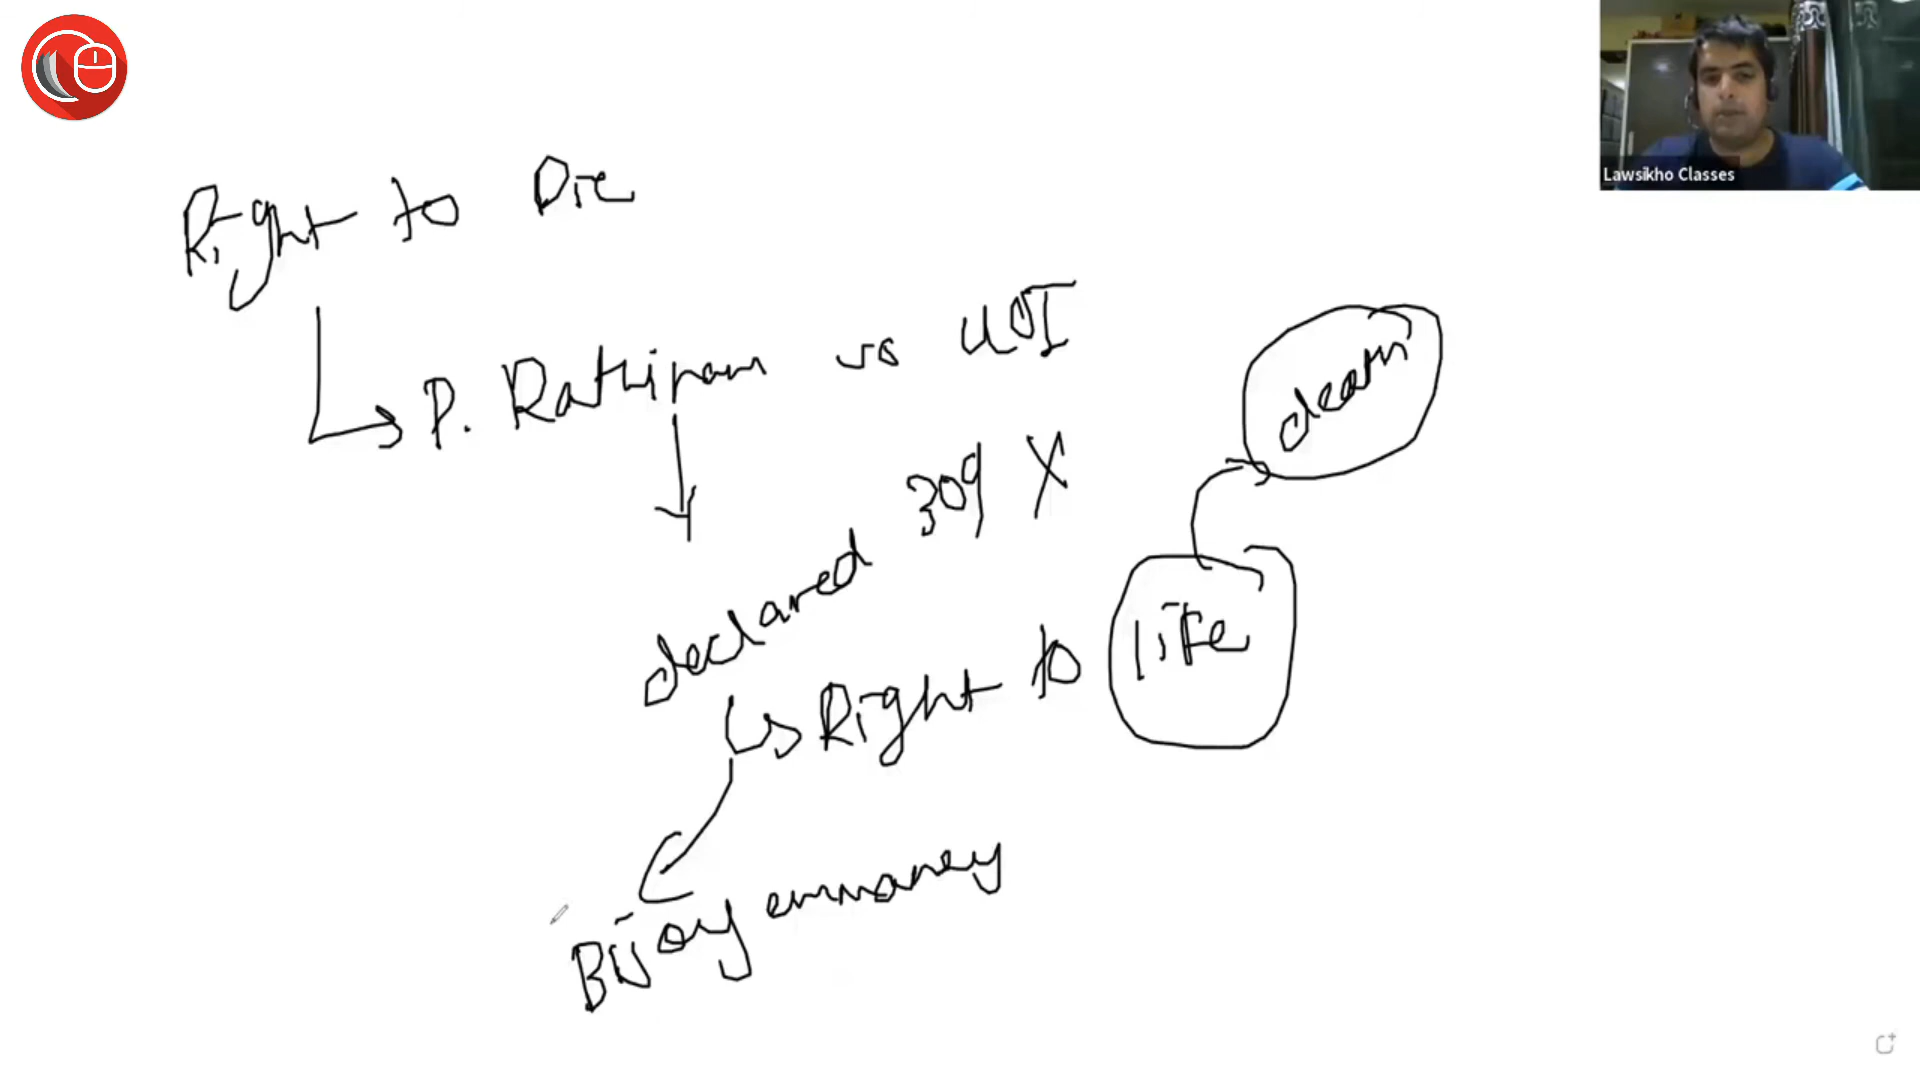 Lawsikho Classes
Right to Die
P. Rathinam vs UOI
death
declared 309 X
Right to life
Bijoy emmaney